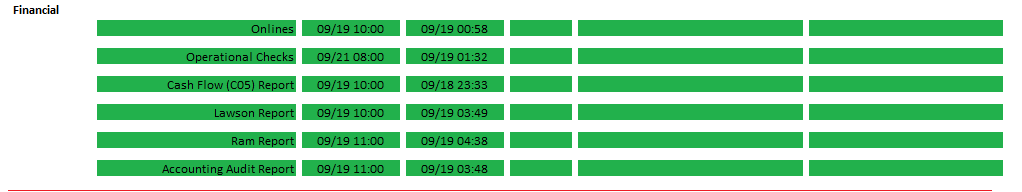 Financial
Onlines 09/19 10:00 09/19 00:58
Operational Checks 09/21 08:00 09/19 01:32
Cash Flow (C05) Report 09/19 10:00 09/18 23:33
Lawson Report 09/19 10:00 09/19 03:49
Ram Report 09/19 11:00 09/19 04:38
Accounting Audit Report 09/19 11:00 09/19 03:48